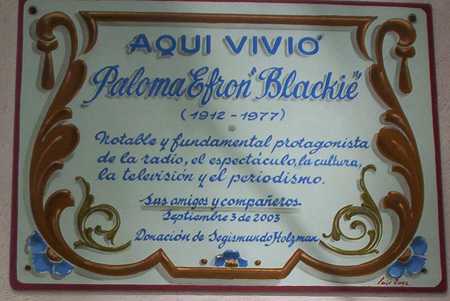 AQUI VIVIO
Paloma Efron "Blackie"
(1912-1977)
Notable y fundamental protagonista
de la radio, el espectáculo, la cultura,
la televisión y el periodismo.
Sus amigos y compañeros
Septiembre 3 de 2003
Donación de Segismundo Holzman